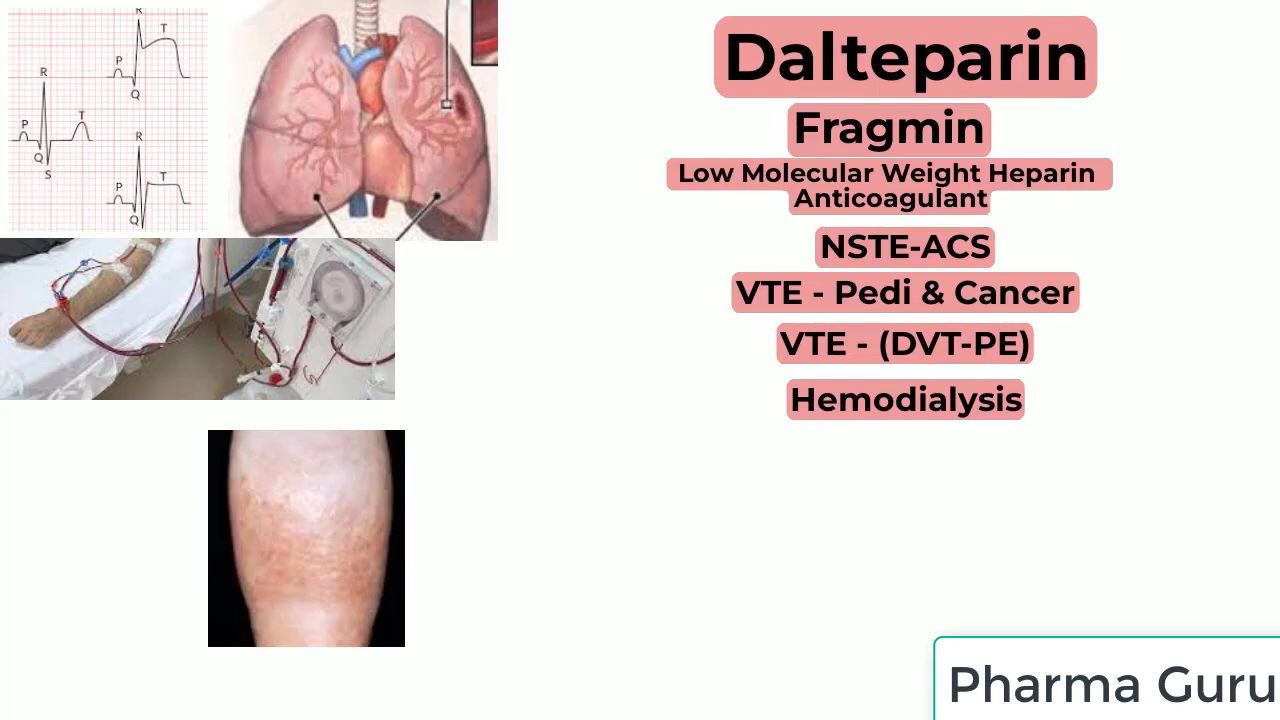 R
T
P
Q
R
P
T
Q
S
R
P
T
Q
Dalteparin
Fragmin
Low Molecular Weight Heparin
Anticoagulant
NSTE-ACS
VTE - Pedi & Cancer
VTE - (DVT-PE)
Hemodialysis
Pharma Guru